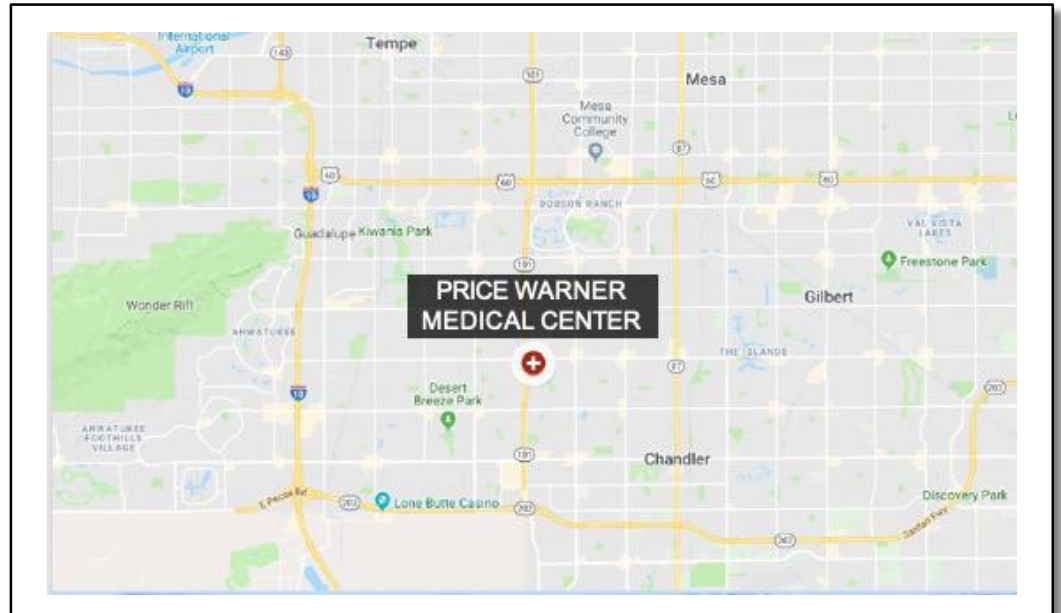 International
Airport
Tempe
143
101
Mesa
Mesa
Community
College
10
87
60
60
60
60
10
DOBSON RANCH
Guadalupe
Kiwanis Park
VAL VISTA
LAKES
101
Freestone Park
PRICE WARNER
MEDICAL CENTER
Wonder Rift
Gilbert
AHWATUKEE
THE ISLANDS
87
Desert
Breeze Park
10
202
AHWATUKEE
FOOTHILLS
VILLAGE
101
Chandler
E Pecos Rd
202
Lone Butte Casino
202
Discovery Park
Santan Fwy
202